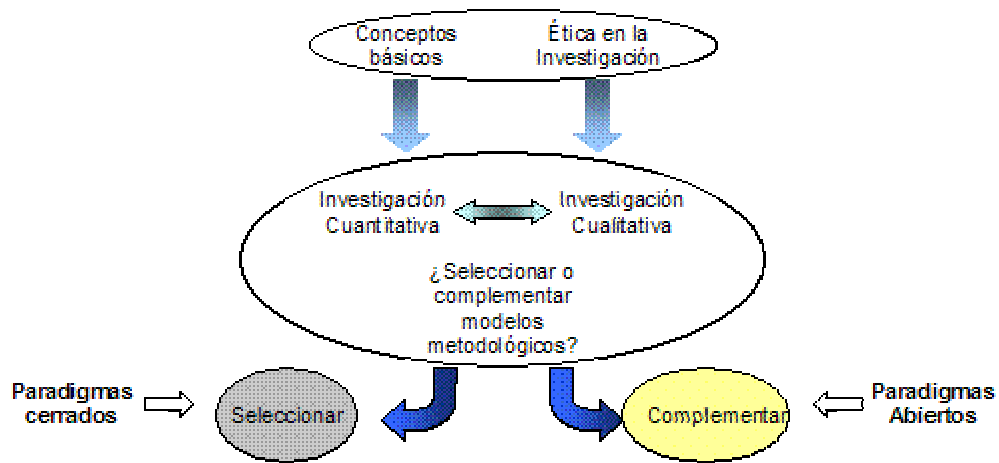 Conceptos
básicos
Ética en la
Investigación
Investigación
Cuantitativa
Investigación
Cualitativa
¿Seleccionar o
complementar
modelos
metodológicos?
Paradigmas
cerrados
Seleccionar
Complementar
Paradigmas
Abiertos